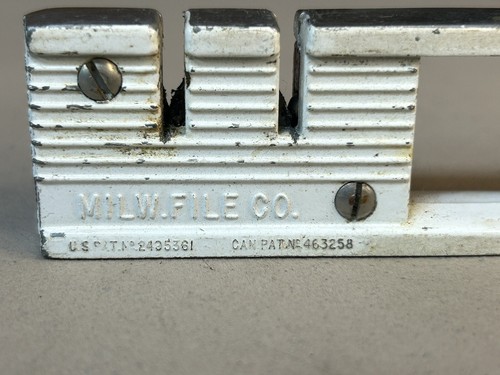 MILW. FILE CO.
U S PAT. Nº 2435361 CAN PAT. Nº 463258